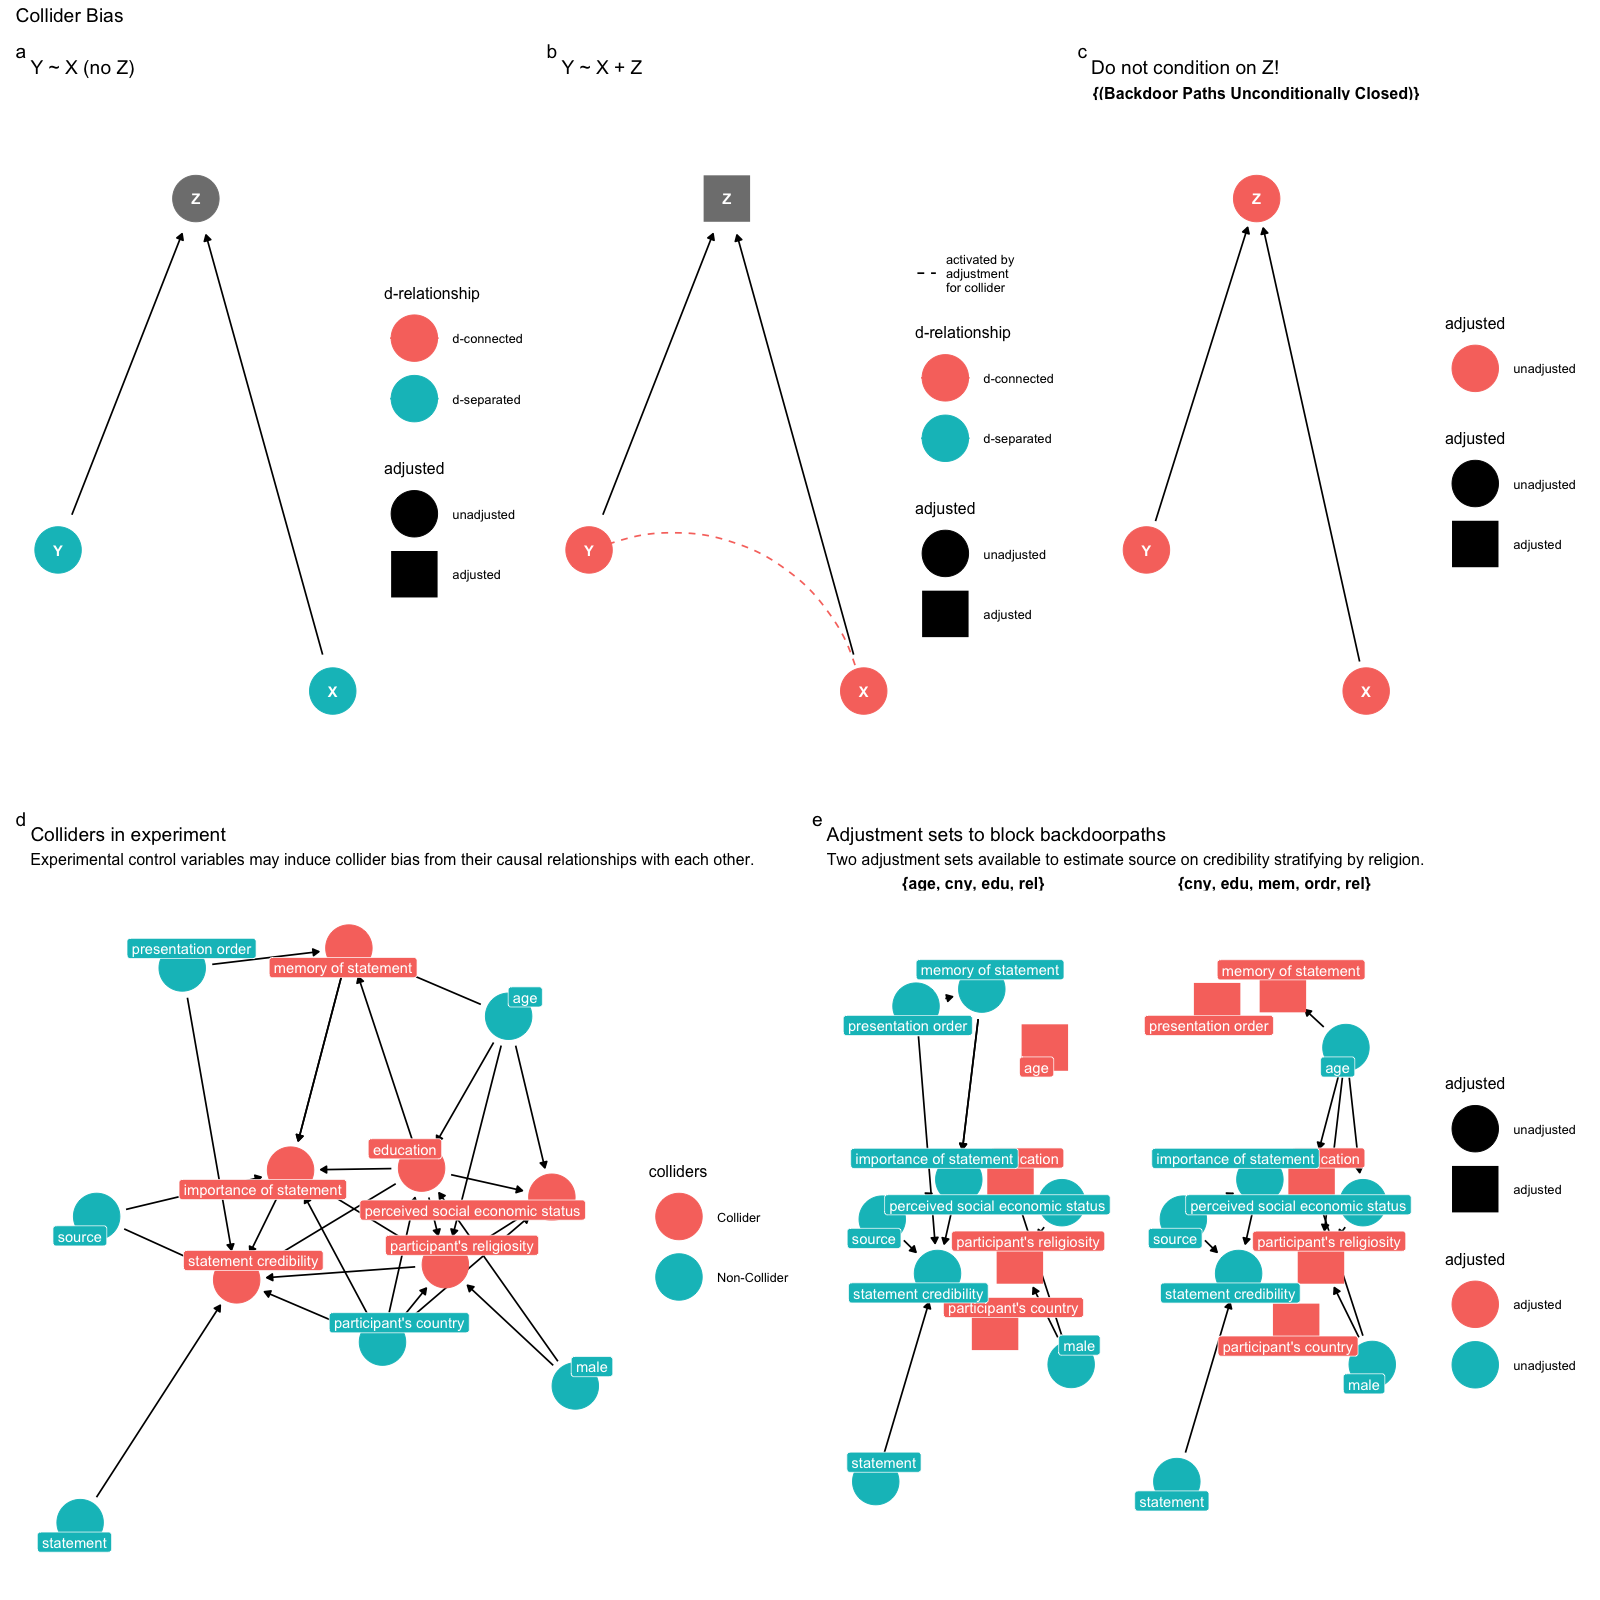 Collider Bias
a
Y ~ X (no Z)
Z
Y
X
d-relationship
d-connected
d-separated
adjusted
unadjusted
adjusted
b
Y ~ X + Z
Z
Y
X
activated by
adjustment
for collider
d-relationship
d-connected
d-separated
adjusted
unadjusted
adjusted
c
Do not condition on Z!
{(Backdoor Paths Unconditionally Closed)}
Z
Y
X
adjusted
unadjusted
adjusted
unadjusted
adjusted
d
Colliders in experiment
Experimental control variables may induce collider bias from their causal relationships with each other.
presentation order
memory of statement
age
education
importance of statement
perceived social economic status
source
participant's religiosity
statement credibility
participant's country
male
statement
colliders
Collider
Non-Collider
e
Adjustment sets to block backdoorpaths
Two adjustment sets available to estimate source on credibility stratifying by religion.
{age, cny, edu, rel}
memory of statement
presentation order
age
importance of statement
cation
perceived social economic status
source
participant's religiosity
statement credibility
participant's country
male
statement
{cny, edu, mem, ordr, rel}
memory of statement
presentation order
age
importance of statement
cation
perceived social economic status
source
participant's religiosity
statement credibility
participant's country
male
statement
adjusted
unadjusted
adjusted
adjusted
adjusted
unadjusted